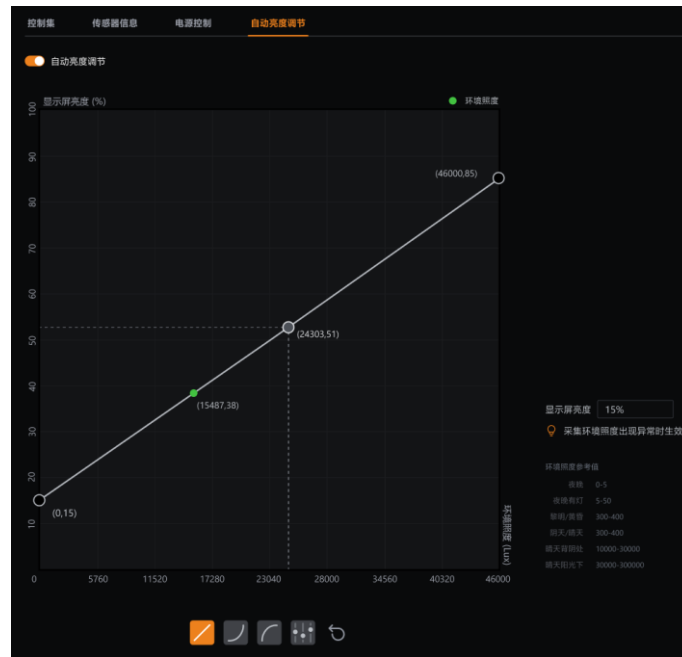 控制集 传感器信息 电源控制 自动亮度调节
自动亮度调节
显示屏亮度 (%)
环境照度
100
90
80
70
60
50
40
30
20
10
(46000,85)
(24303,51)
(15487,38)
(0,15)
环境照度 (Lux)
0 5760 11520 17280 23040 28000 34560 40320 46000
显示屏亮度 15%
采集环境照度出现异常时生效
环境照度参考值
夜晚 0-5
夜晚有灯 5-50
黎明/黄昏 300-400
阴天/晴天 300-400
晴天背阴处 10000-30000
晴天阳光下 30000-300000